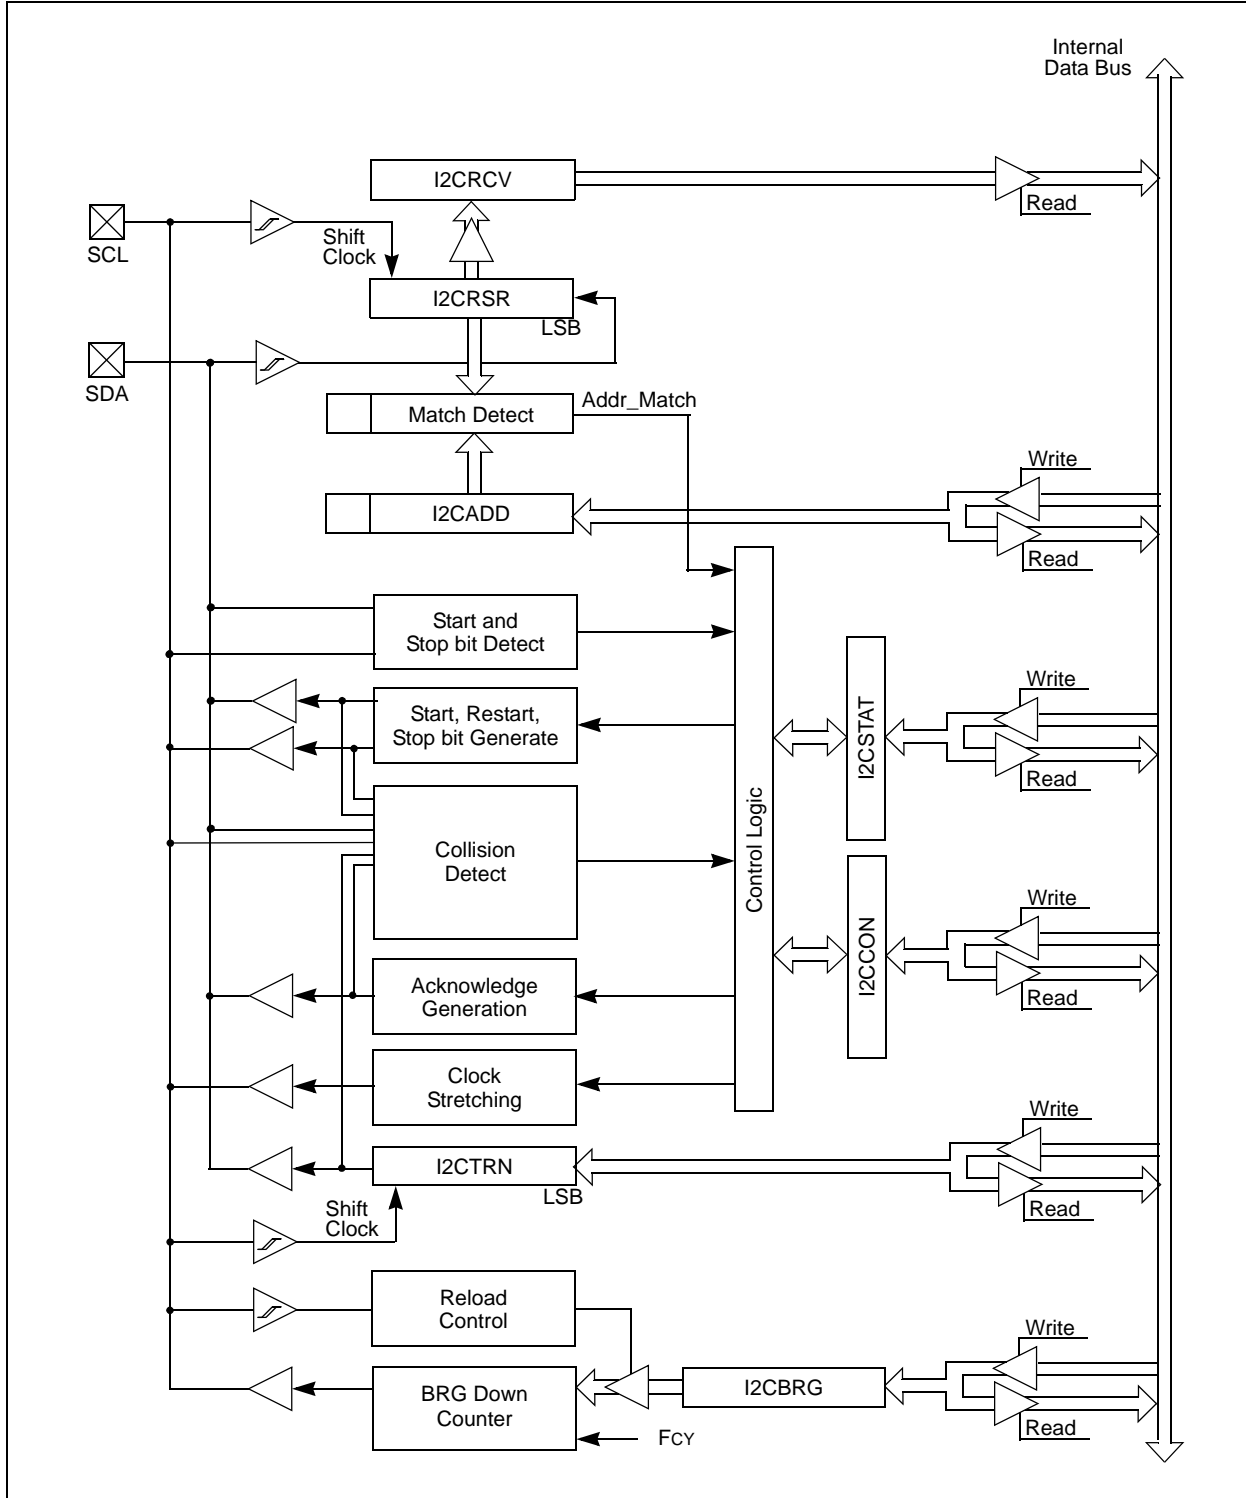 Internal
Data Bus
I2CRCV
Read
SCL
Shift
Clock
I2CRSR
LSB
SDA
Addr_Match
Match Detect
Write
I2CADD
Read
Start and
Stop bit Detect
Write
Start, Restart,
Stop bit Generate
I2CSTAT
Read
Control Logic
Collision
Detect
Write
I2CCON
Acknowledge
Generation
Read
Clock
Stretching
Write
I2CTRN
LSB
Shift
Clock
Read
Reload
Control
Write
I2CBRG
BRG Down
Counter
Read
FCY